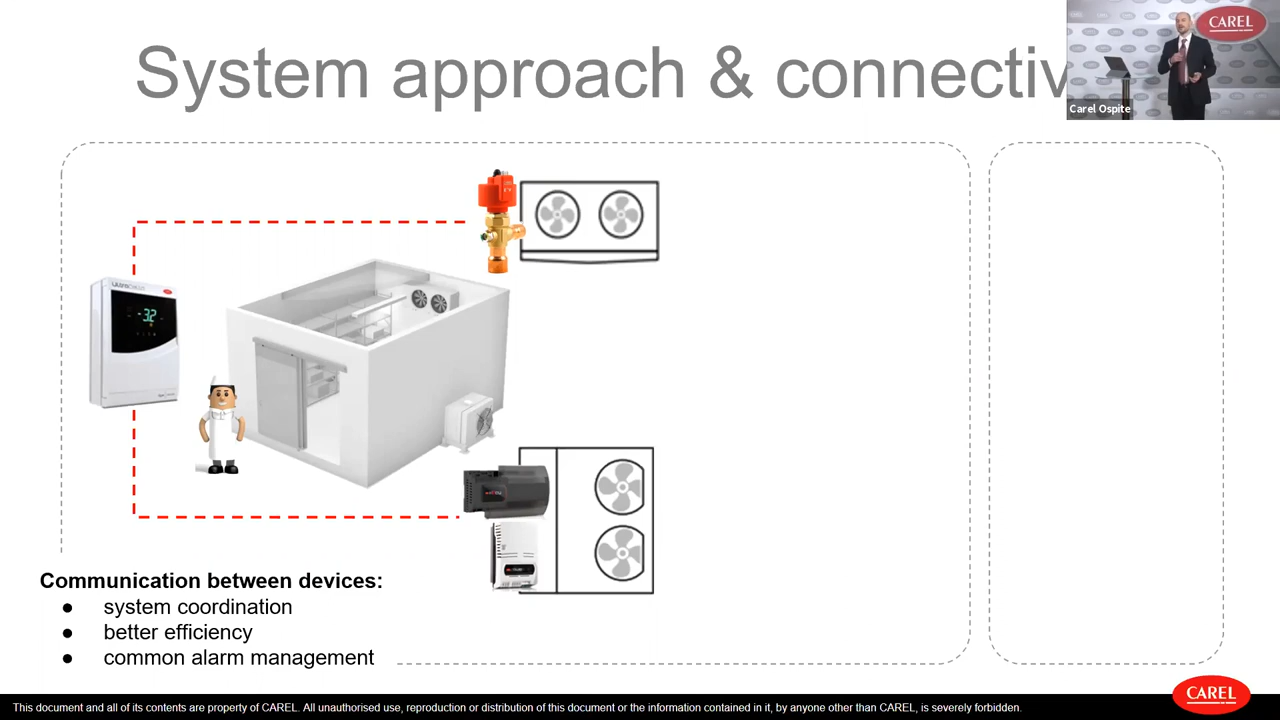 System approach & connectiv
CAREL
Carel Ospite
-3.2
Communication between devices:
● system coordination
● better efficiency
● common alarm management
CAREL
This document and all of its contents are property of CAREL. All unauthorised use, reproduction or distribution of this document or the information contained in it, by anyone other than CAREL, is severely forbidden.